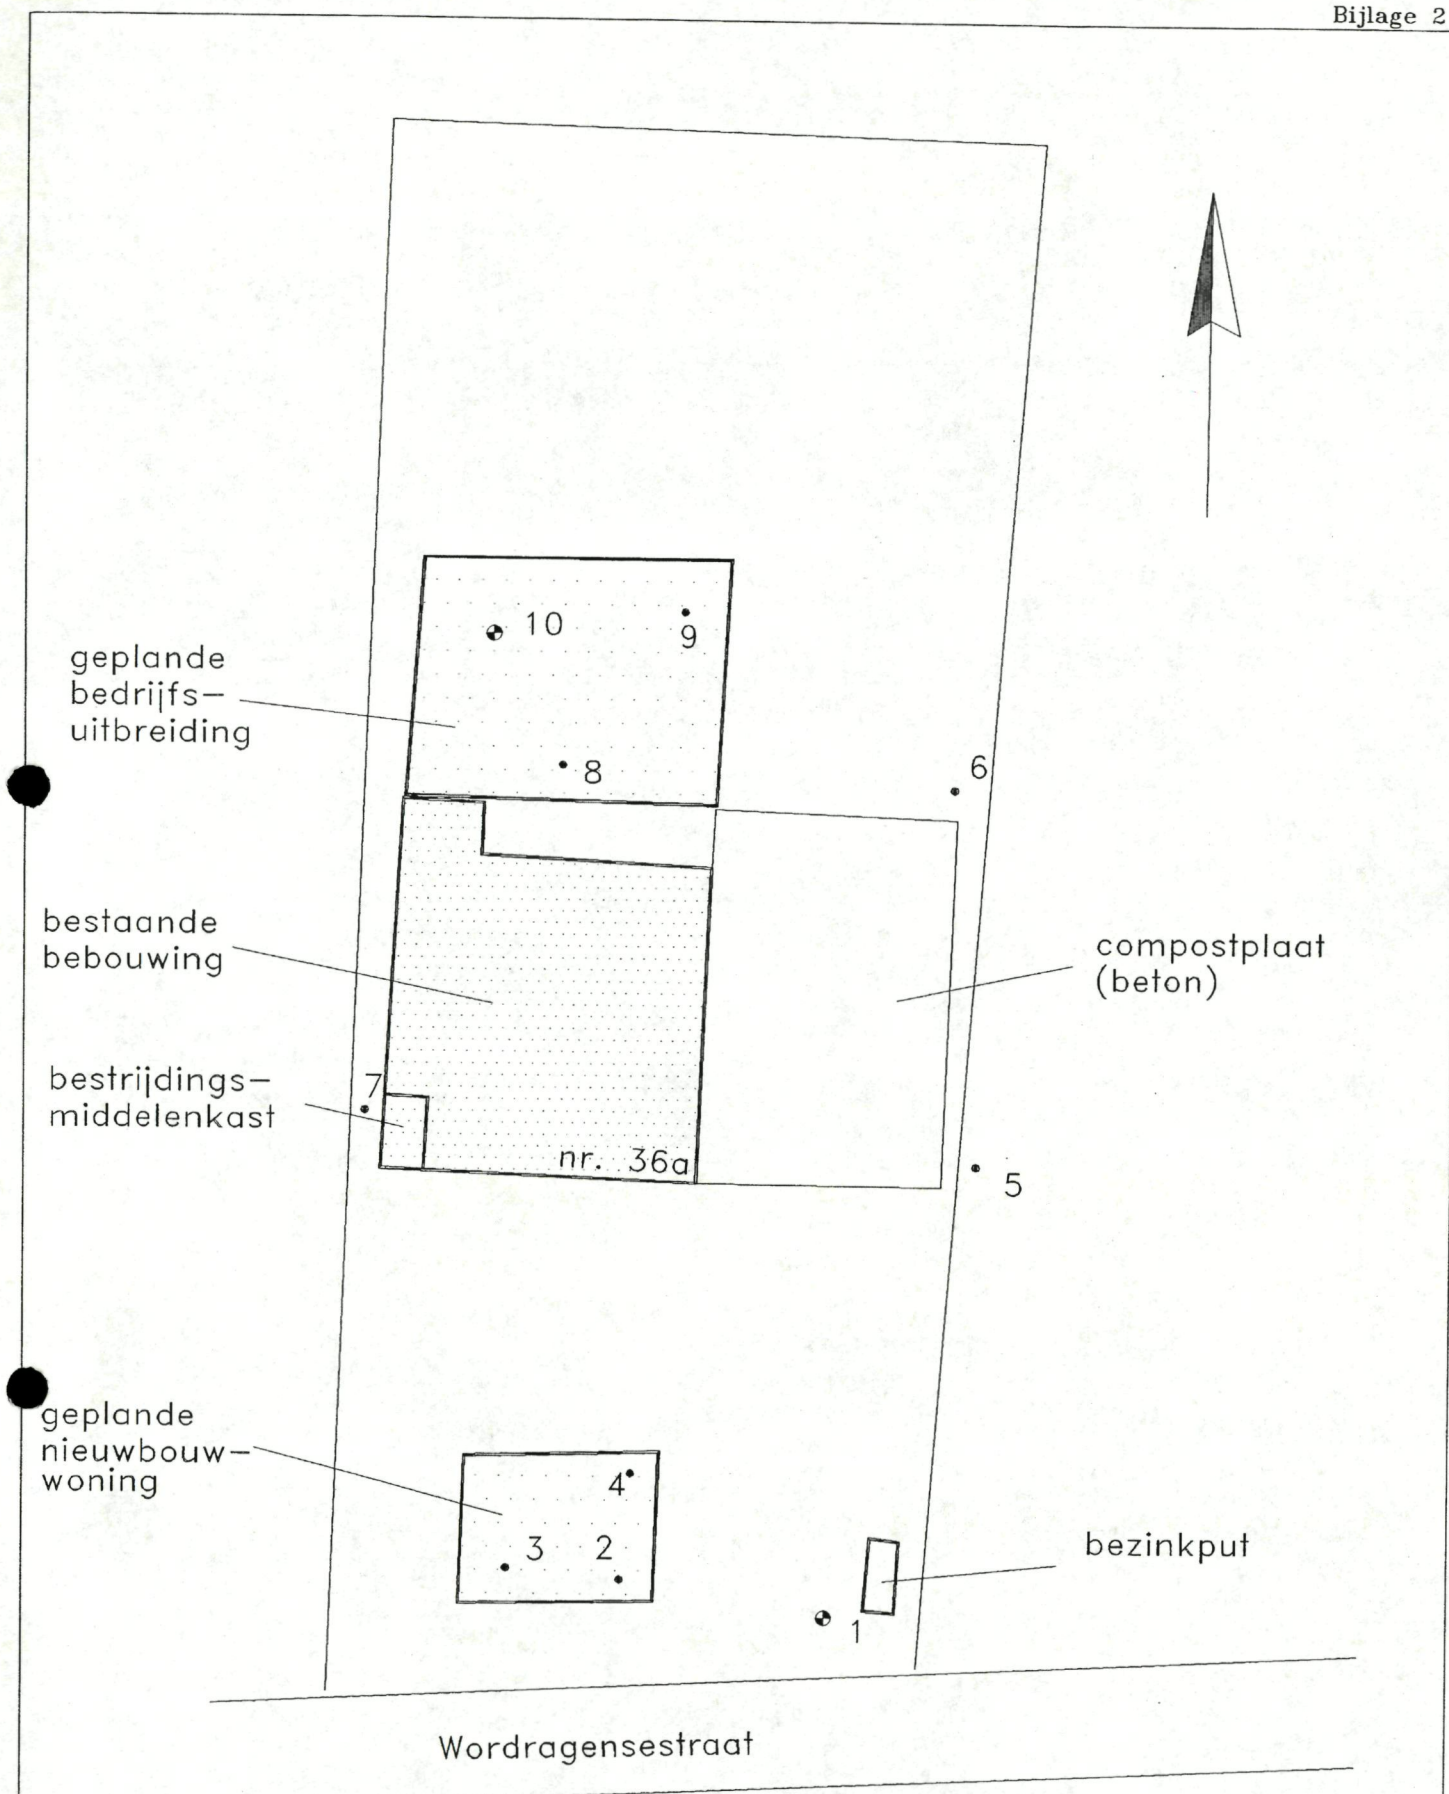 Bijlage 2
10
9
geplande
bedrijfs-
uitbreiding
8
6
bestaande
bebouwing
compostplaat
(beton)
bestrijdings-
middelenkast
7
nr. 36a
5
geplande
nieuwbouw-
woning
4
3
2
bezinkput
1
Wordragensestraat